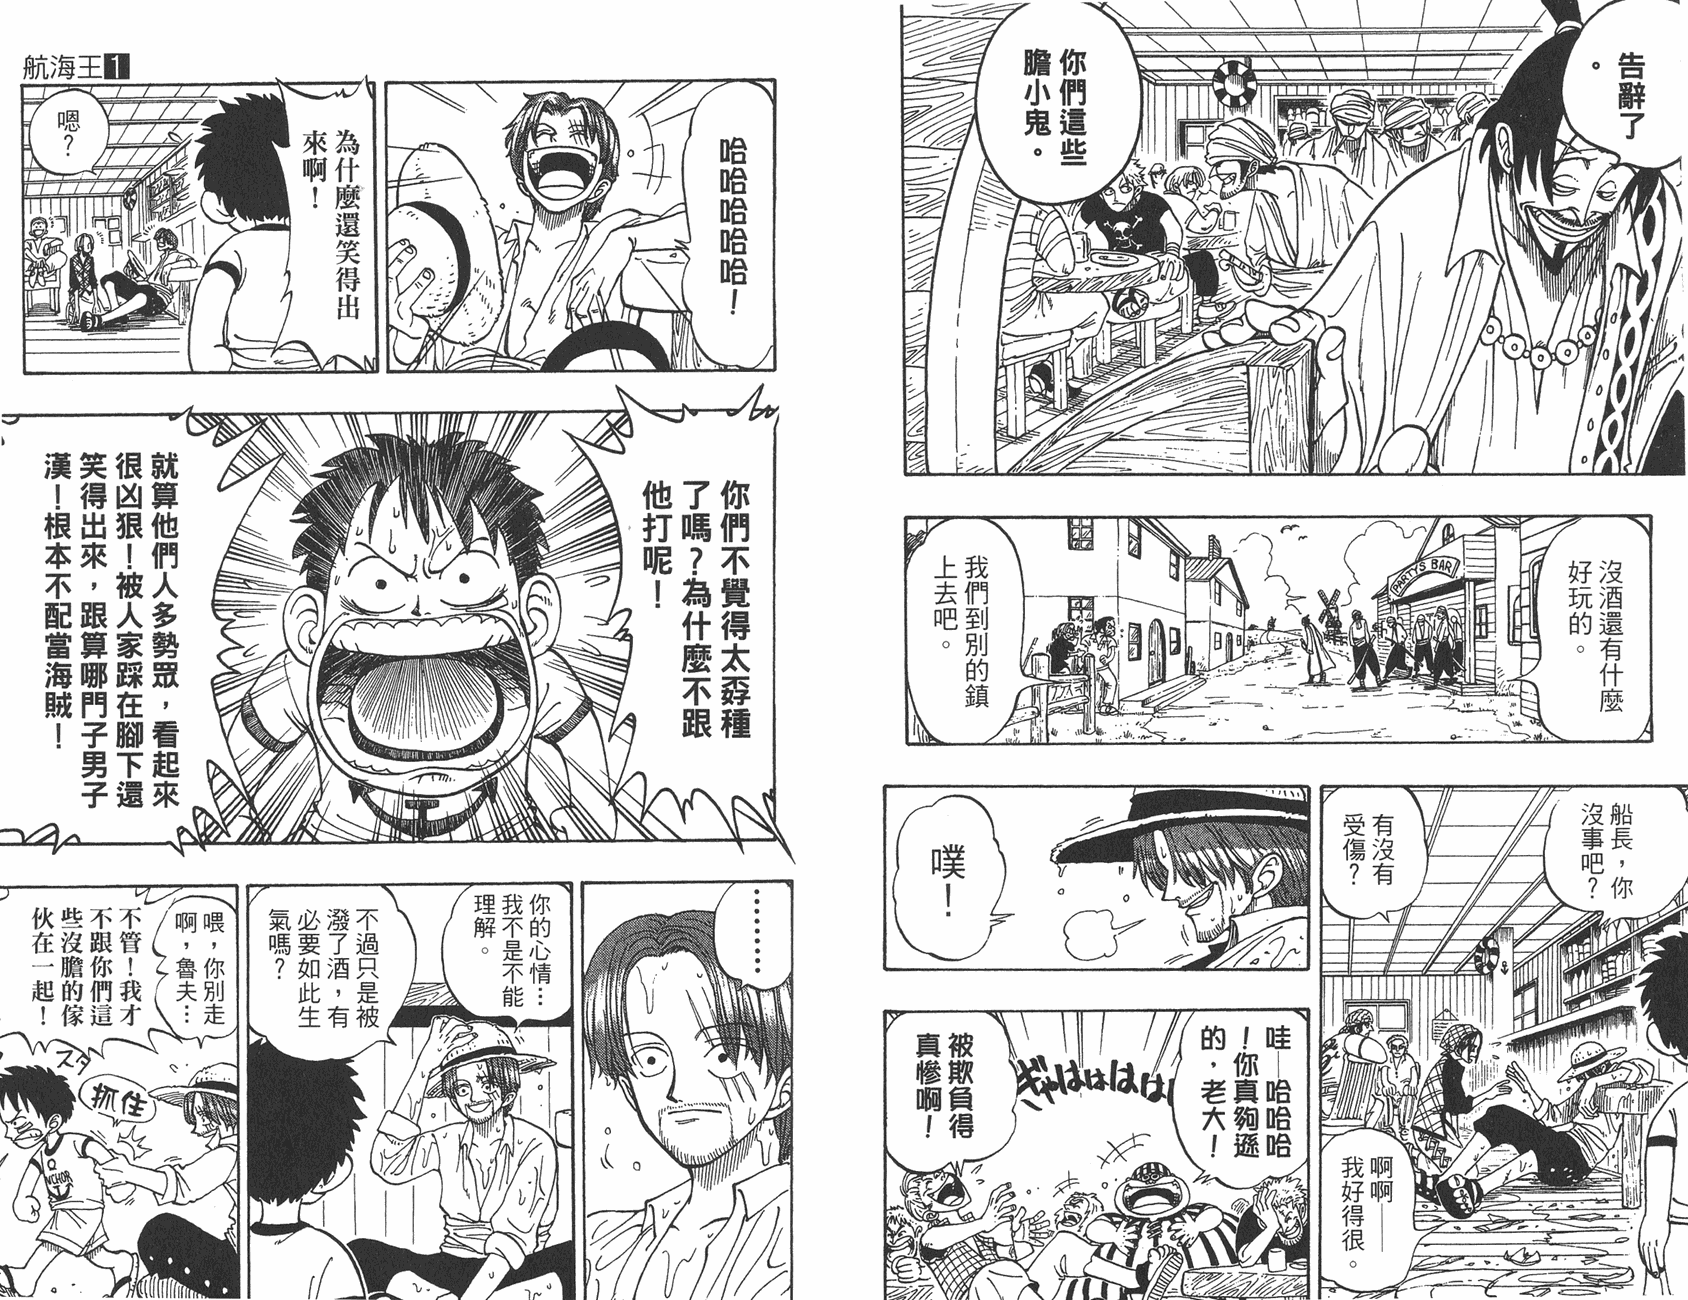 告辭了。
你們這些
膽小鬼。
沒酒還有什麼
好玩的。
PARTYS BAR
我們到別的鎮
上去吧。
船長，你
沒事吧？
有沒有
受傷？
啊啊——
我好得很。
噗！
哇—哈哈哈
！你真夠遜
的，老大！
ぎゃはははは
被欺負得
真慘啊！
航海王1
哈哈哈哈哈！
為什麼還笑得出
來啊！
嗯？
你們不覺得太孬種
了嗎？為什麼不跟
他打呢！
就算他們人多勢眾，看起來
很凶狠！被人家踩在腳下還
笑得出來，跟算哪門子男子
漢！根本不配當海賊！
………
你的心情…
我不是不能
理解。
不過只是被
潑了酒，有
必要如此生
氣嗎？
喂，你別走
啊，魯夫…
不管！我才
不跟你們這
些沒膽的傢
伙在一起！
スタ
抓住
ANCHOR